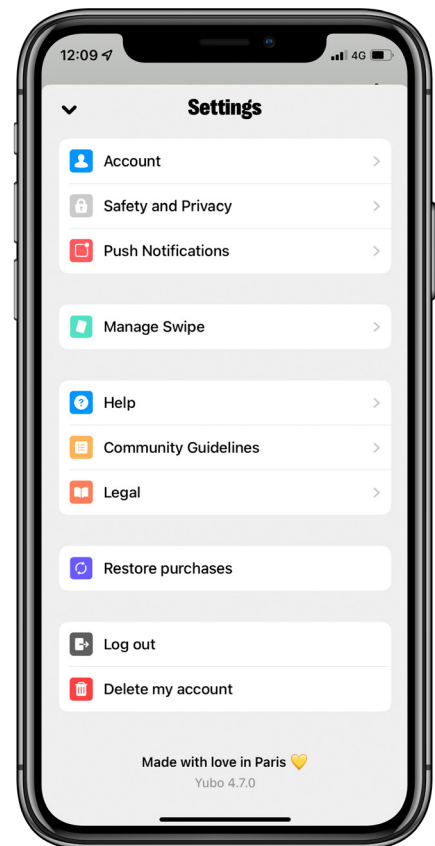 12:09
4G
Settings
Account
Safety and Privacy
Push Notifications
Manage Swipe
Help
Community Guidelines
Legal
Restore purchases
Log out
Delete my account
Made with love in Paris 💛
Yubo 4.7.0